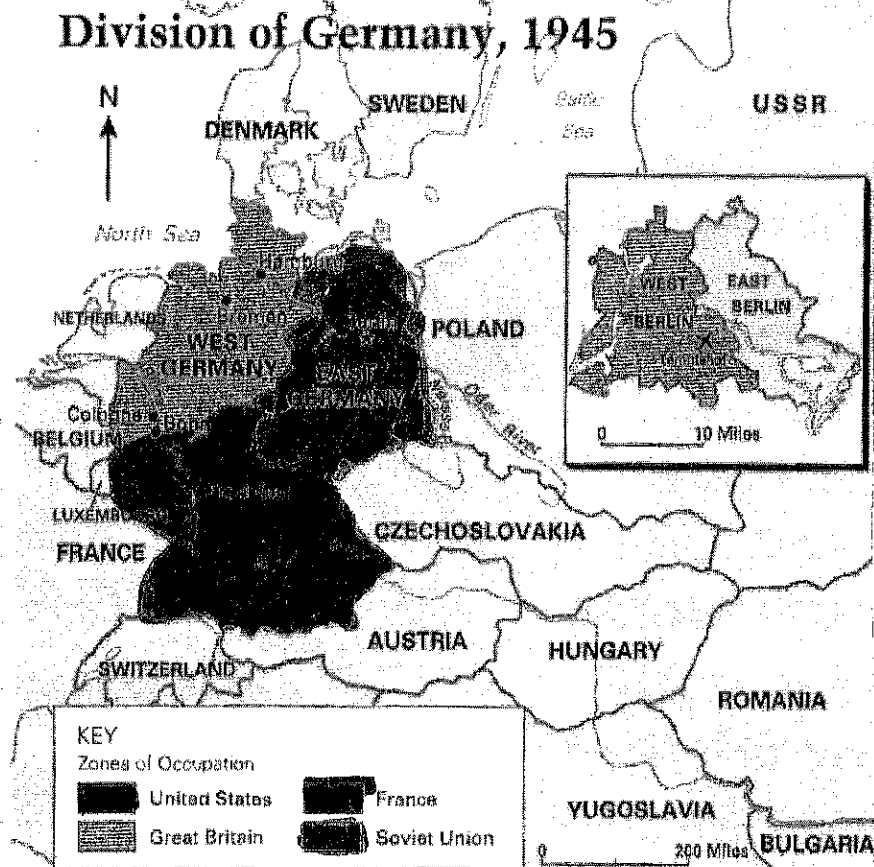 Division of Germany, 1945
N
DENMARK
SWEDEN
Baltic
Sea
USSR
North Sea
Hamburg
NETHERLANDS
Bremen
WEST
GERMANY
EAST
GERMANY
POLAND
Oder River
Cologne
Bonn
BELGIUM
LUXEMBOURG
FRANCE
CZECHOSLOVAKIA
SWITZERLAND
AUSTRIA
HUNGARY
ROMANIA
YUGOSLAVIA
BULGARIA
WEST
BERLIN
EAST
BERLIN
0 10 Miles
KEY
Zones of Occupation
United States
France
Great Britain
Soviet Union
0 200 Miles